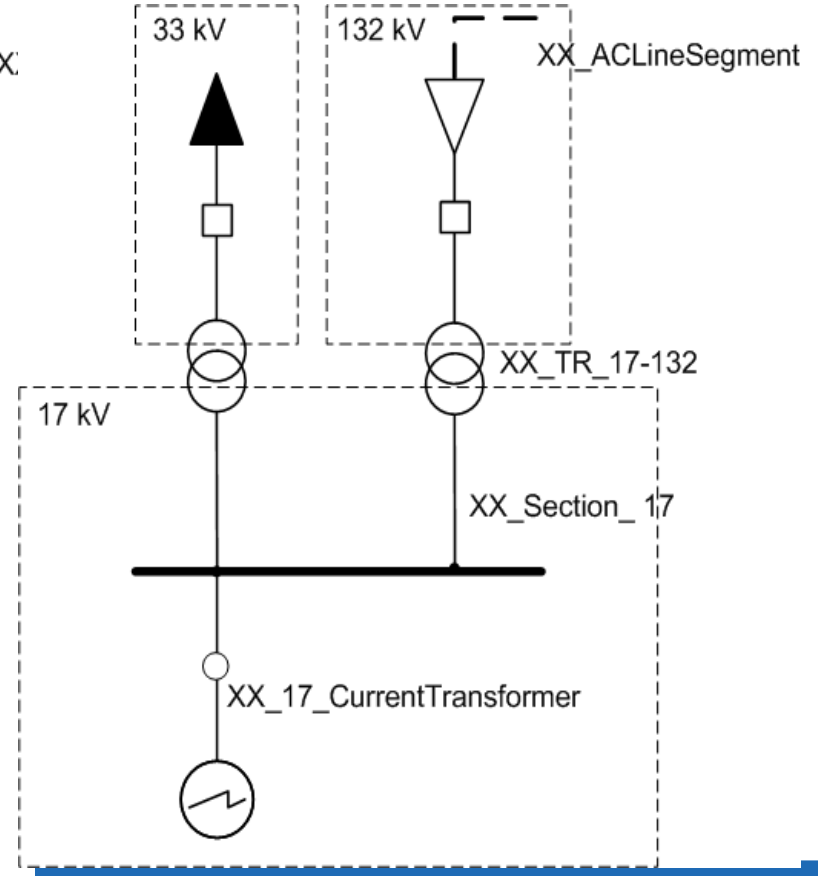 33 kV
132 kV
XX_ACLineSegment
XX_TR_17-132
17 kV
XX_Section_ 17
XX_17_CurrentTransformer